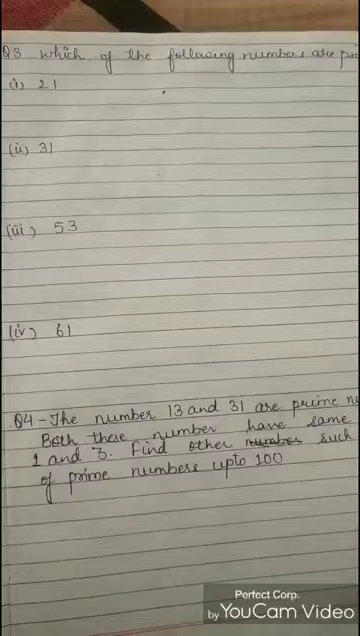 Q3 which of the following numbers are
(i) 21
(ii) 31
(iii) 53
(iv) 61
Q4 - The number 13 and 31 are prime
Both these number have same
1 and 3. Find other number such
of prime numbers upto 100
Perfect Corp.
by YouCam Video